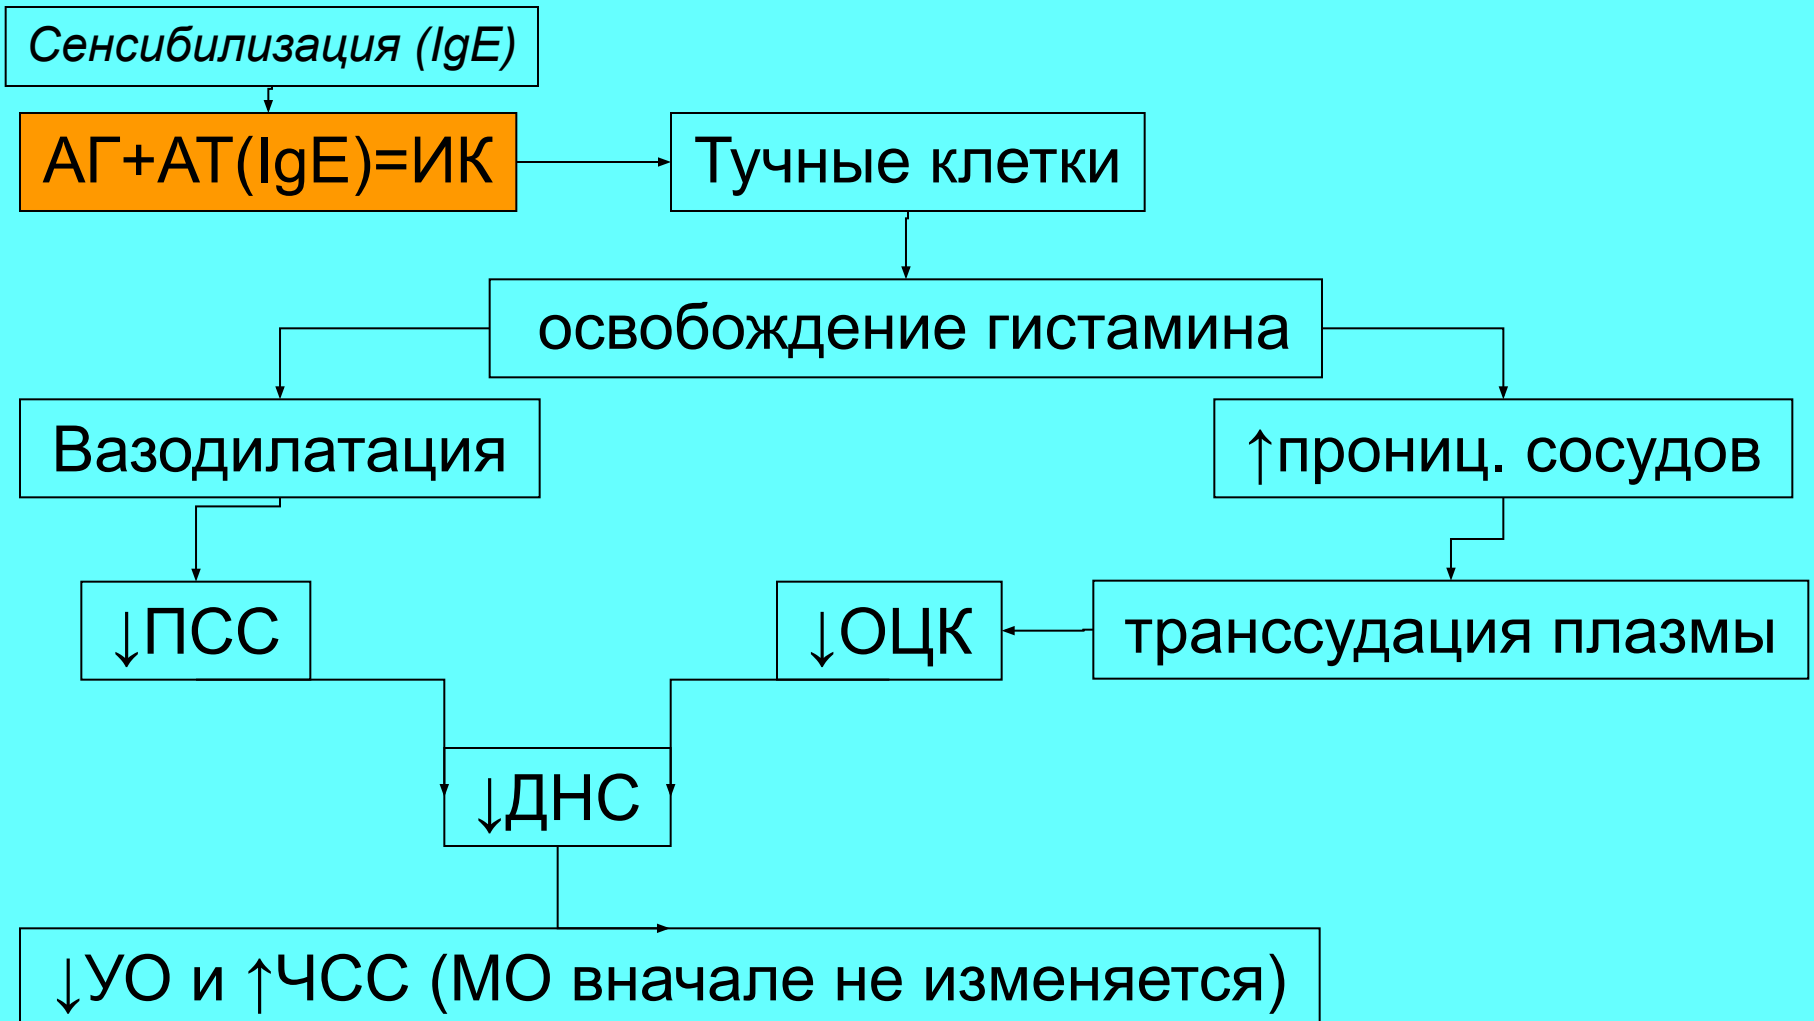 Сенсибилизация (IgE)
АГ+АТ(IgE)=ИК
Тучные клетки
освобождение гистамина
Вазодилатация
↑прониц. сосудов
↓ПСС
↓ОЦК
транссудация плазмы
↓ДНС
↓УО и ↑ЧСС (МО вначале не изменяется)